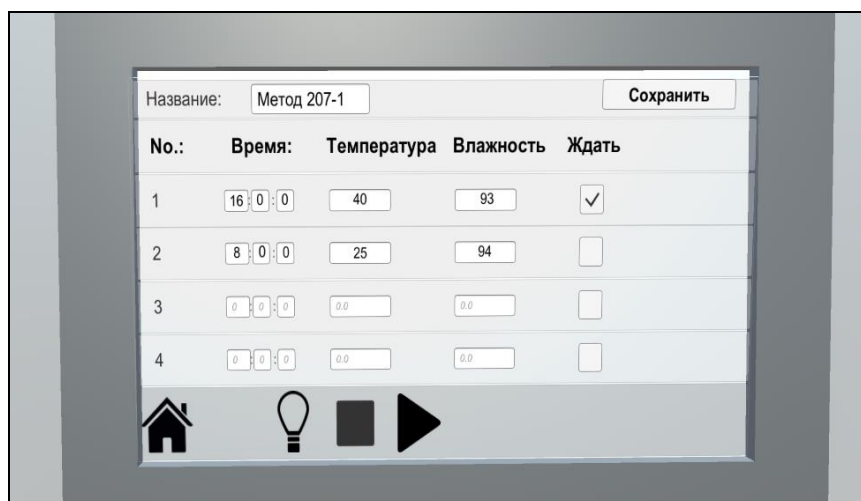 Название: Метод 207-1 Сохранить
No.: Время: Температура Влажность Ждать
1 16 : 0 : 0 40 93
2 8 : 0 : 0 25 94
3 0 : 0 : 0 0.0 0.0
4 0 : 0 : 0 0.0 0.0